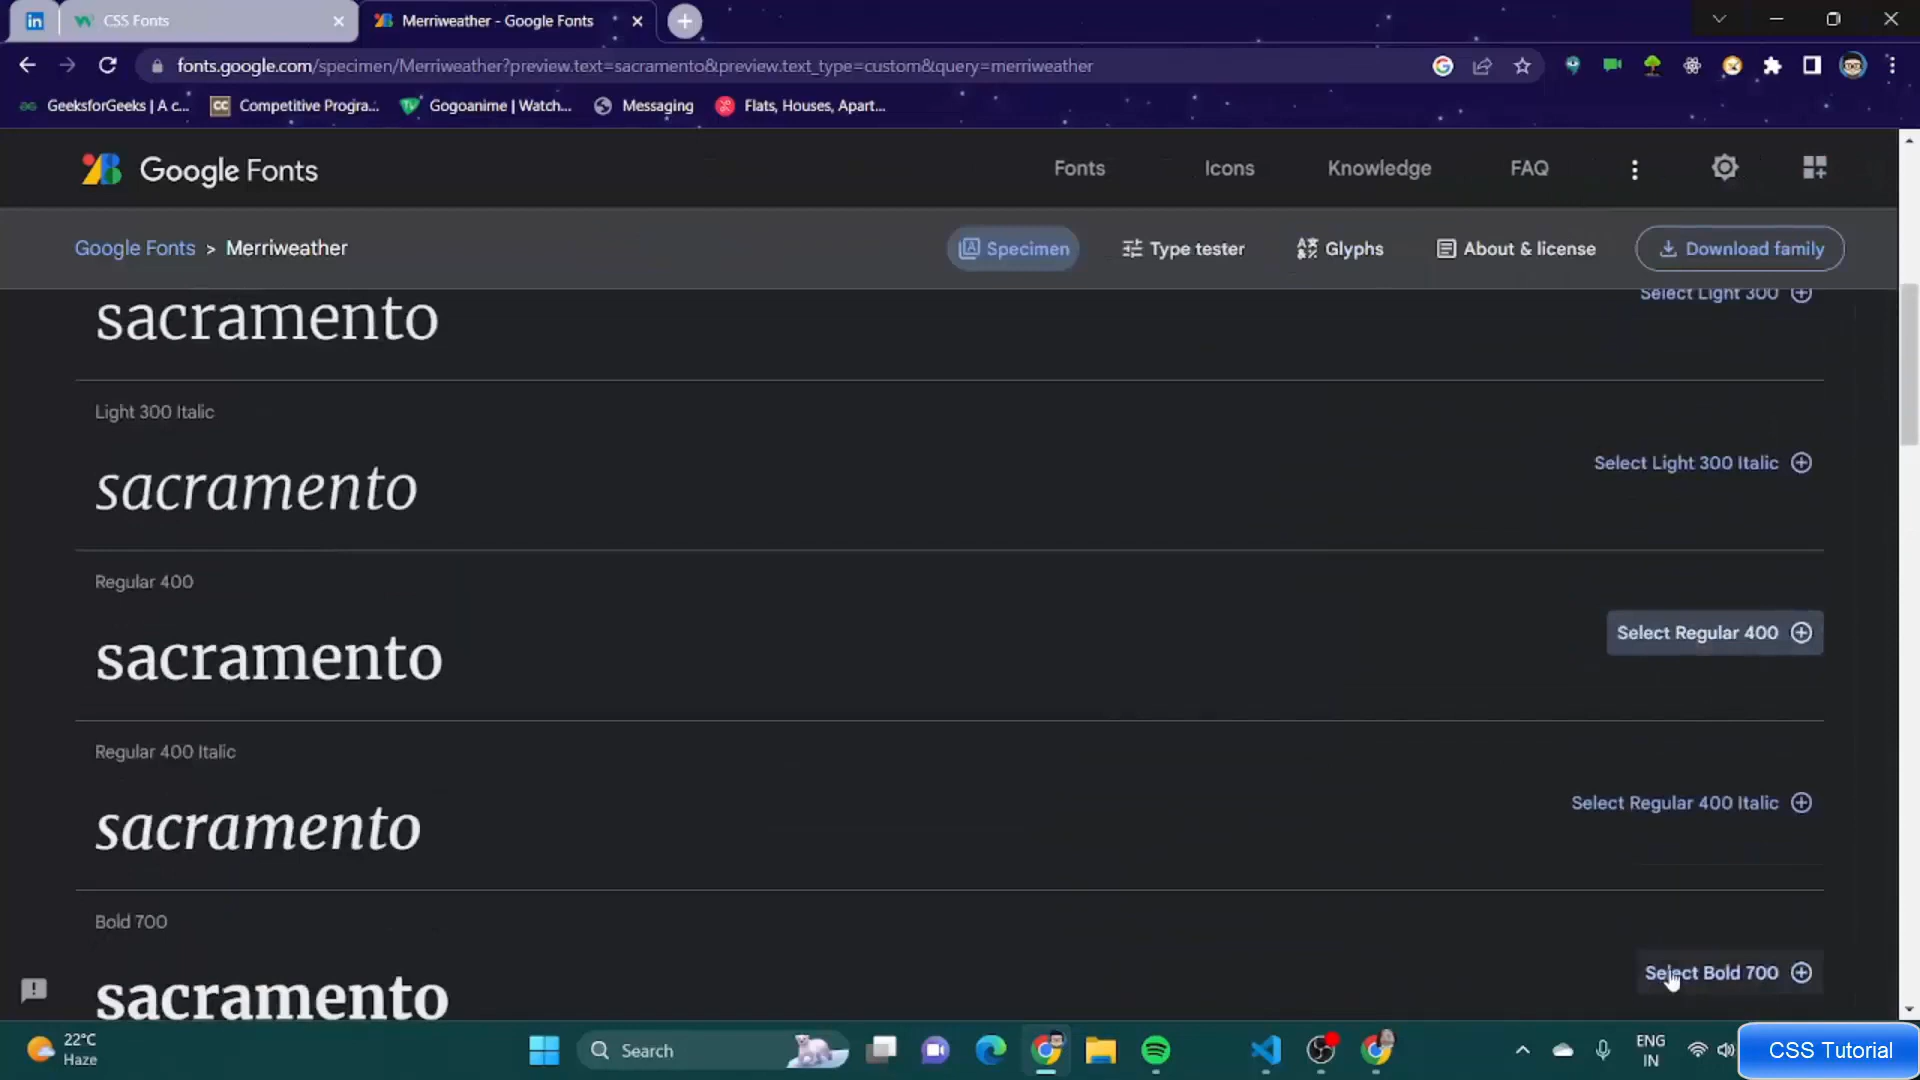 in
CSS Fonts
Merriweather - Google Fonts
fonts.google.com/specimen/Merriweather?preview.text=sacramento&preview.text_type=custom&query=merriweather
GeeksforGeeks | A c...
CC
Competitive Progra...
Gogoanime | Watch...
Messaging
Flats, Houses, Apart...
Google Fonts
Fonts
Icons
Knowledge
FAQ
Google Fonts > Merriweather
Specimen
Type tester
Glyphs
About & license
Download family
sacramento
Select Light 300
Light 300 Italic
sacramento
Select Light 300 Italic
Regular 400
sacramento
Select Regular 400
Regular 400 Italic
sacramento
Select Regular 400 Italic
Bold 700
sacramento
Select Bold 700
22°C
Haze
Search
ENG
IN
CSS Tutorial